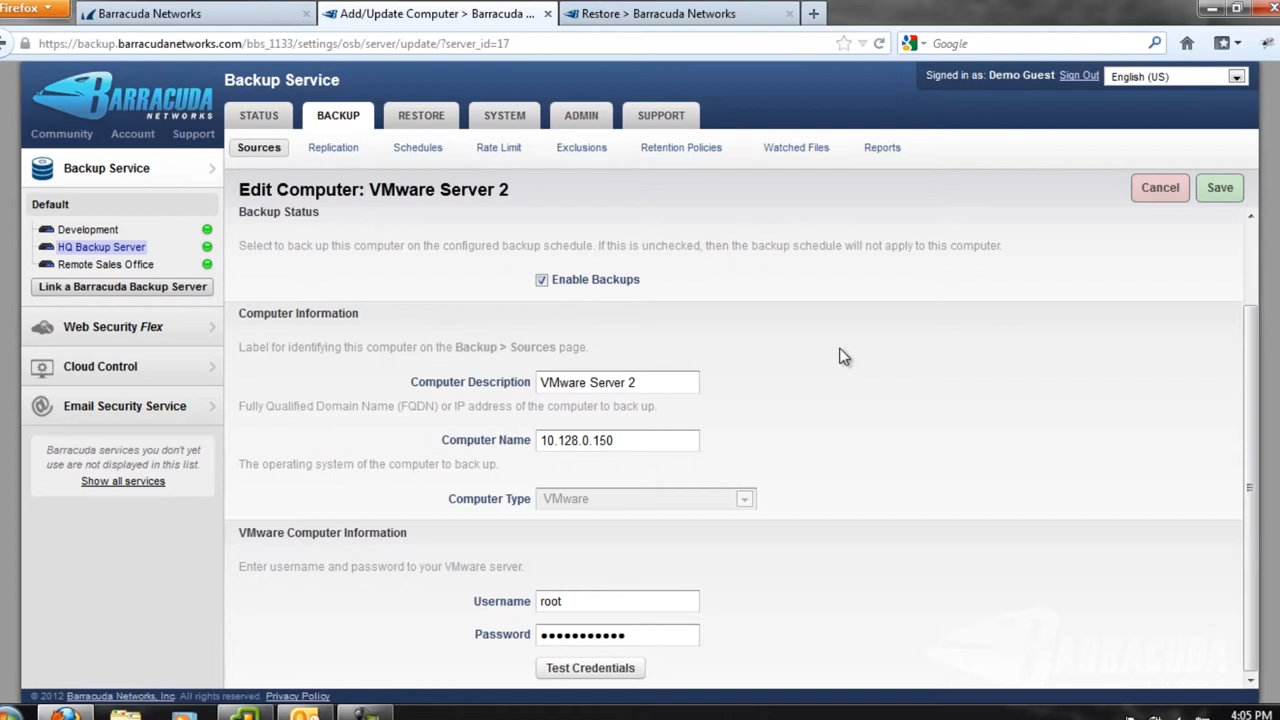 Firefox
Barracuda Networks
Add/Update Computer > Barracuda ...
Restore > Barracuda Networks
https://backup.barracudanetworks.com/bbs_1133/settings/osb/server/update/?server_id=17
Google
BARRACUDA
NETWORKS
Community Account Support
Backup Service
Signed in as: Demo Guest Sign Out
English (US)
STATUS BACKUP RESTORE SYSTEM ADMIN SUPPORT
Sources Replication Schedules Rate Limit Exclusions Retention Policies Watched Files Reports
Backup Service
Default
Development
HQ Backup Server
Remote Sales Office
Link a Barracuda Backup Server
Web Security Flex
Cloud Control
Email Security Service
Barracuda services you don't yet
use are not displayed in this list.
Show all services
Edit Computer: VMware Server 2
Cancel Save
Backup Status
Select to back up this computer on the configured backup schedule. If this is unchecked, then the backup schedule will not apply to this computer.
Enable Backups
Computer Information
Label for identifying this computer on the Backup > Sources page.
Computer Description VMware Server 2
Fully Qualified Domain Name (FQDN) or IP address of the computer to back up.
Computer Name 10.128.0.150
The operating system of the computer to back up.
Computer Type VMware
VMware Computer Information
Enter username and password to your VMware server.
Username root
Password •••••••••••
Test Credentials
BARRACUDA
© 2012 Barracuda Networks, Inc. All rights reserved. Privacy Policy
4:05 PM